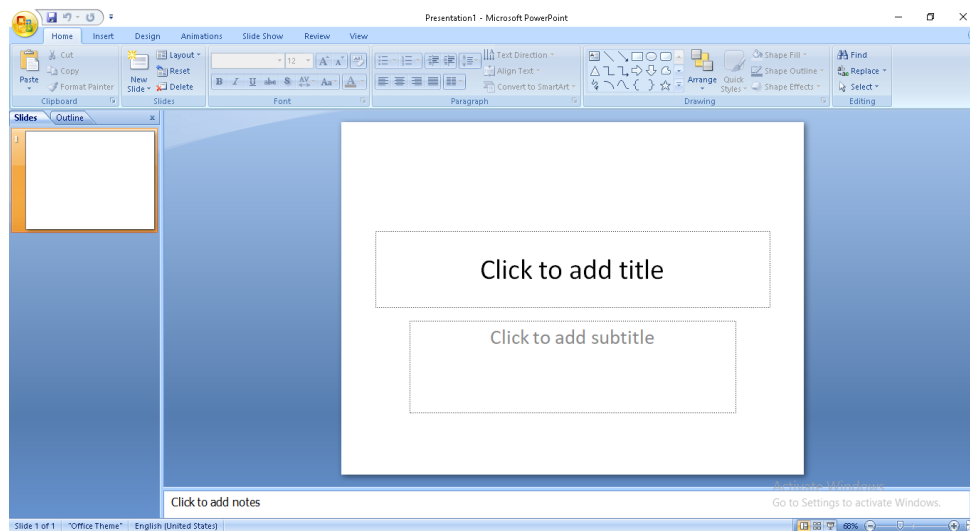 Presentation1 - Microsoft PowerPoint
Home Insert Design Animations Slide Show Review View
Paste
Cut
Copy
Format Painter
Clipboard
New Slide
Layout
Reset
Delete
Slides
12
B I U abe S AV Aa A
Font
Text Direction
Align Text
Convert to SmartArt
Paragraph
Arrange
Quick Styles
Shape Fill
Shape Outline
Shape Effects
Drawing
Find
Replace
Select
Editing
Slides Outline
1
Click to add title
Click to add subtitle
Click to add notes
Activate Windows
Go to Settings to activate Windows.
Slide 1 of 1 "Office Theme" English (United States) 68%